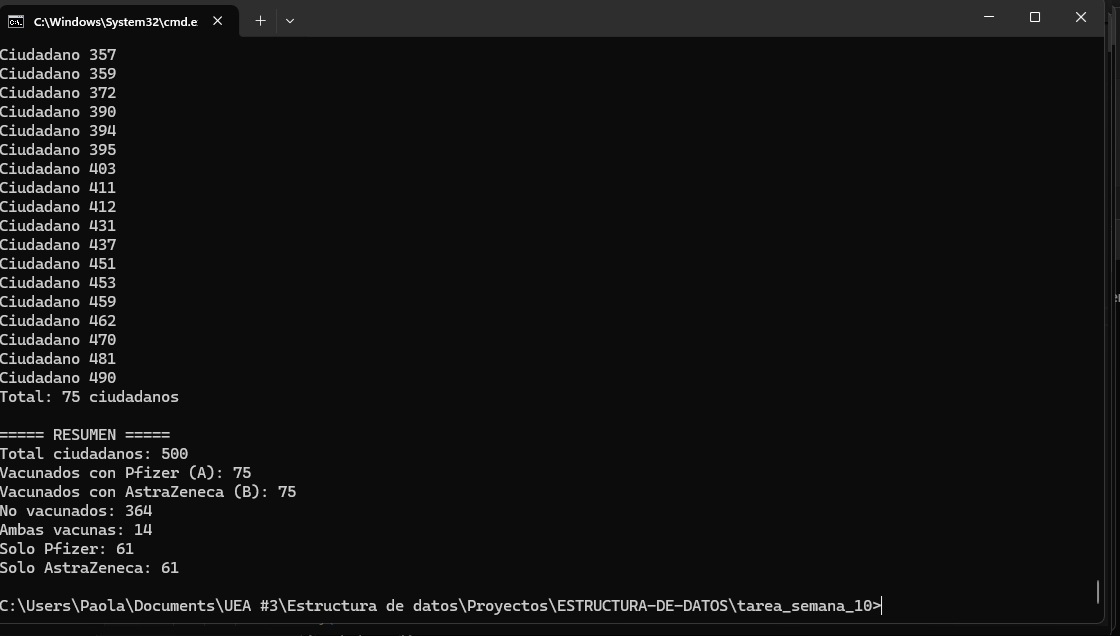 C:\Windows\System32\cmd.e
Ciudadano 357
Ciudadano 359
Ciudadano 372
Ciudadano 390
Ciudadano 394
Ciudadano 395
Ciudadano 403
Ciudadano 411
Ciudadano 412
Ciudadano 431
Ciudadano 437
Ciudadano 451
Ciudadano 453
Ciudadano 459
Ciudadano 462
Ciudadano 470
Ciudadano 481
Ciudadano 490
Total: 75 ciudadanos
===== RESUMEN =====
Total ciudadanos: 500
Vacunados con Pfizer (A): 75
Vacunados con AstraZeneca (B): 75
No vacunados: 364
Ambas vacunas: 14
Solo Pfizer: 61
Solo AstraZeneca: 61
C:\Users\Paola\Documents\UEA #3\Estructura de datos\Proyectos\ESTRUCTURA-DE-DATOS\tarea_semana_10>